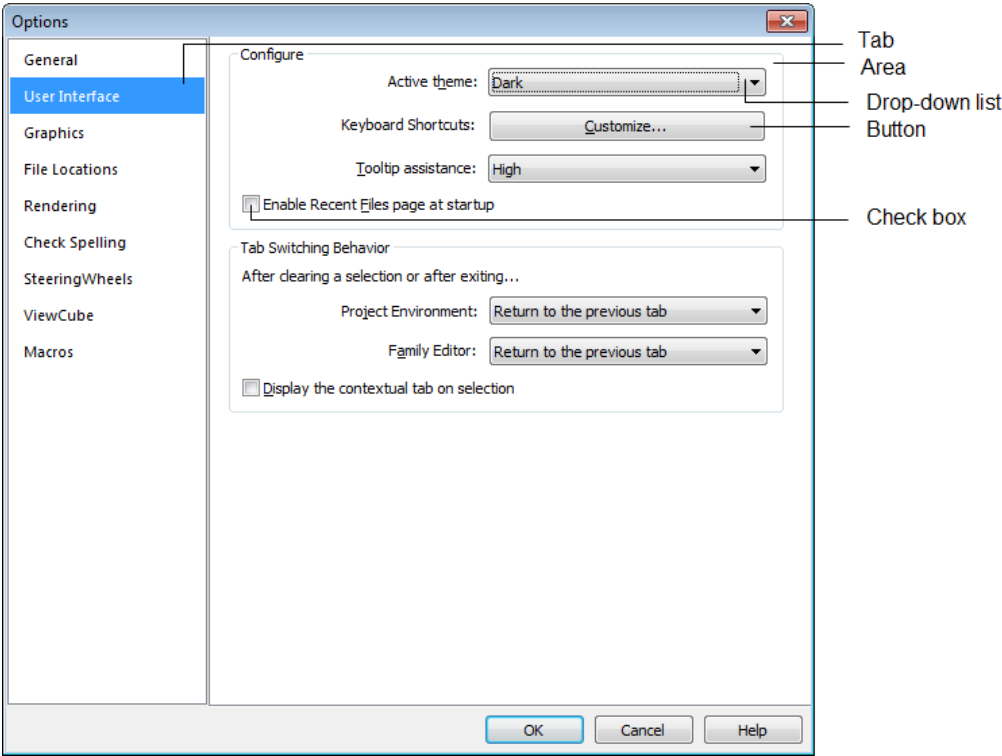 Options
General
User Interface
Graphics
File Locations
Rendering
Check Spelling
SteeringWheels
ViewCube
Macros
Configure
Active theme: Dark
Keyboard Shortcuts: Customize...
Tooltip assistance: High
Enable Recent Files page at startup
Tab Switching Behavior
After clearing a selection or after exiting...
Project Environment: Return to the previous tab
Family Editor: Return to the previous tab
Display the contextual tab on selection
OK Cancel Help
Tab
Area
Drop-down list
Button
Check box